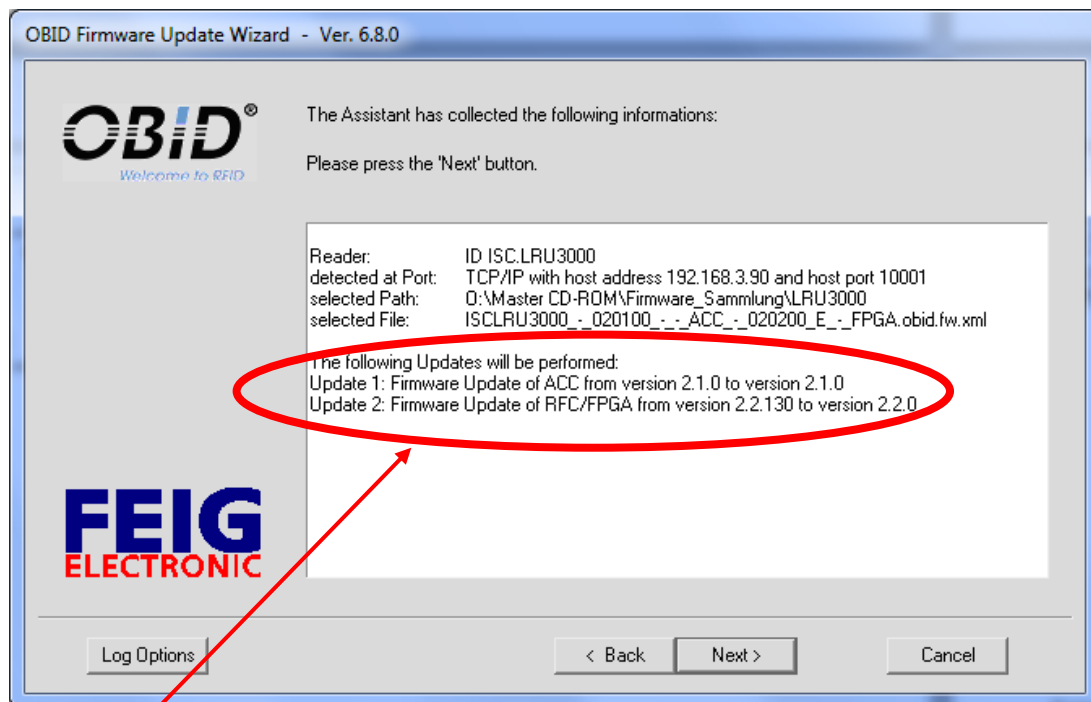 OBID Firmware Update Wizard - Ver. 6.8.0
OBID®
Welcome to RFID
The Assistant has collected the following informations:
Please press the 'Next' button.
Reader: ID ISC.LRU3000
detected at Port: TCP/IP with host address 192.168.3.90 and host port 10001
selected Path: O:\Master CD-ROM\Firmware_Sammlung\LRU3000
selected File: ISCLRU3000_-_020100_-_-_ACC_-_020200_E_-_FPGA.obid.fw.xml
The following Updates will be performed:
Update 1: Firmware Update of ACC from version 2.1.0 to version 2.1.0
Update 2: Firmware Update of RFC/FPGA from version 2.2.130 to version 2.2.0
FEIG
ELECTRONIC
Log Options
< Back
Next >
Cancel